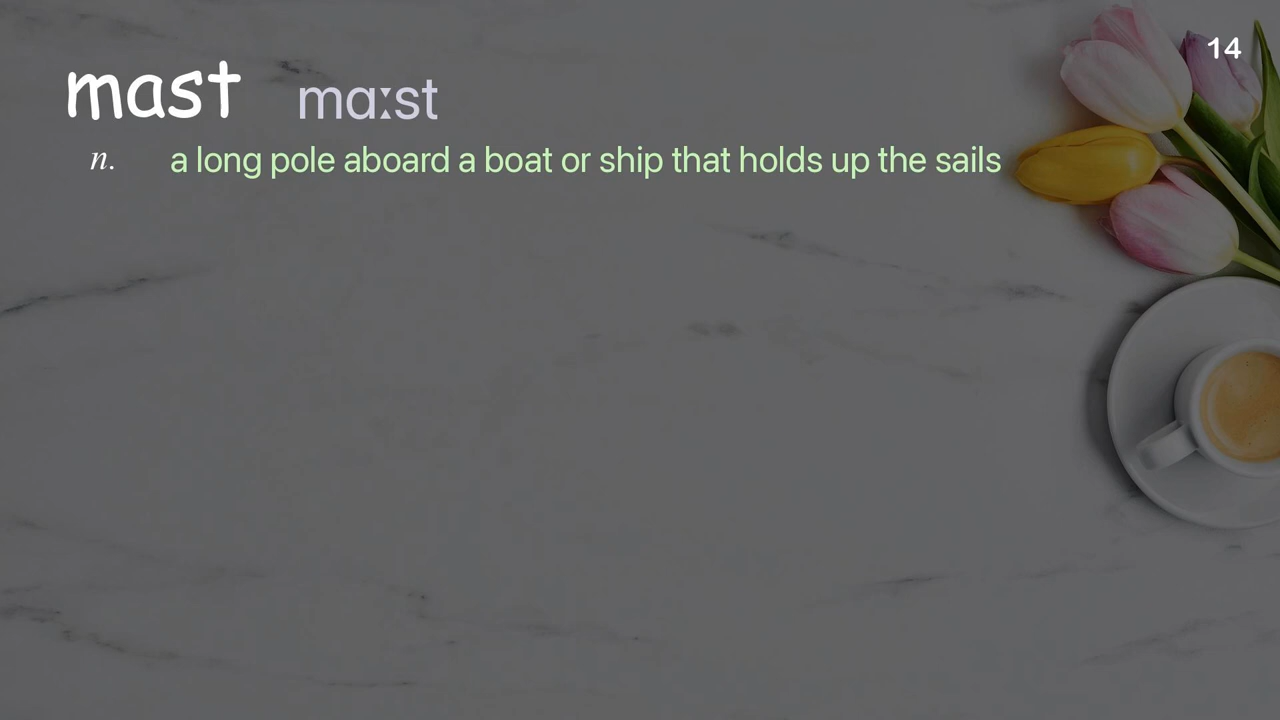 14
mast mɑːst
n. a long pole aboard a boat or ship that holds up the sails